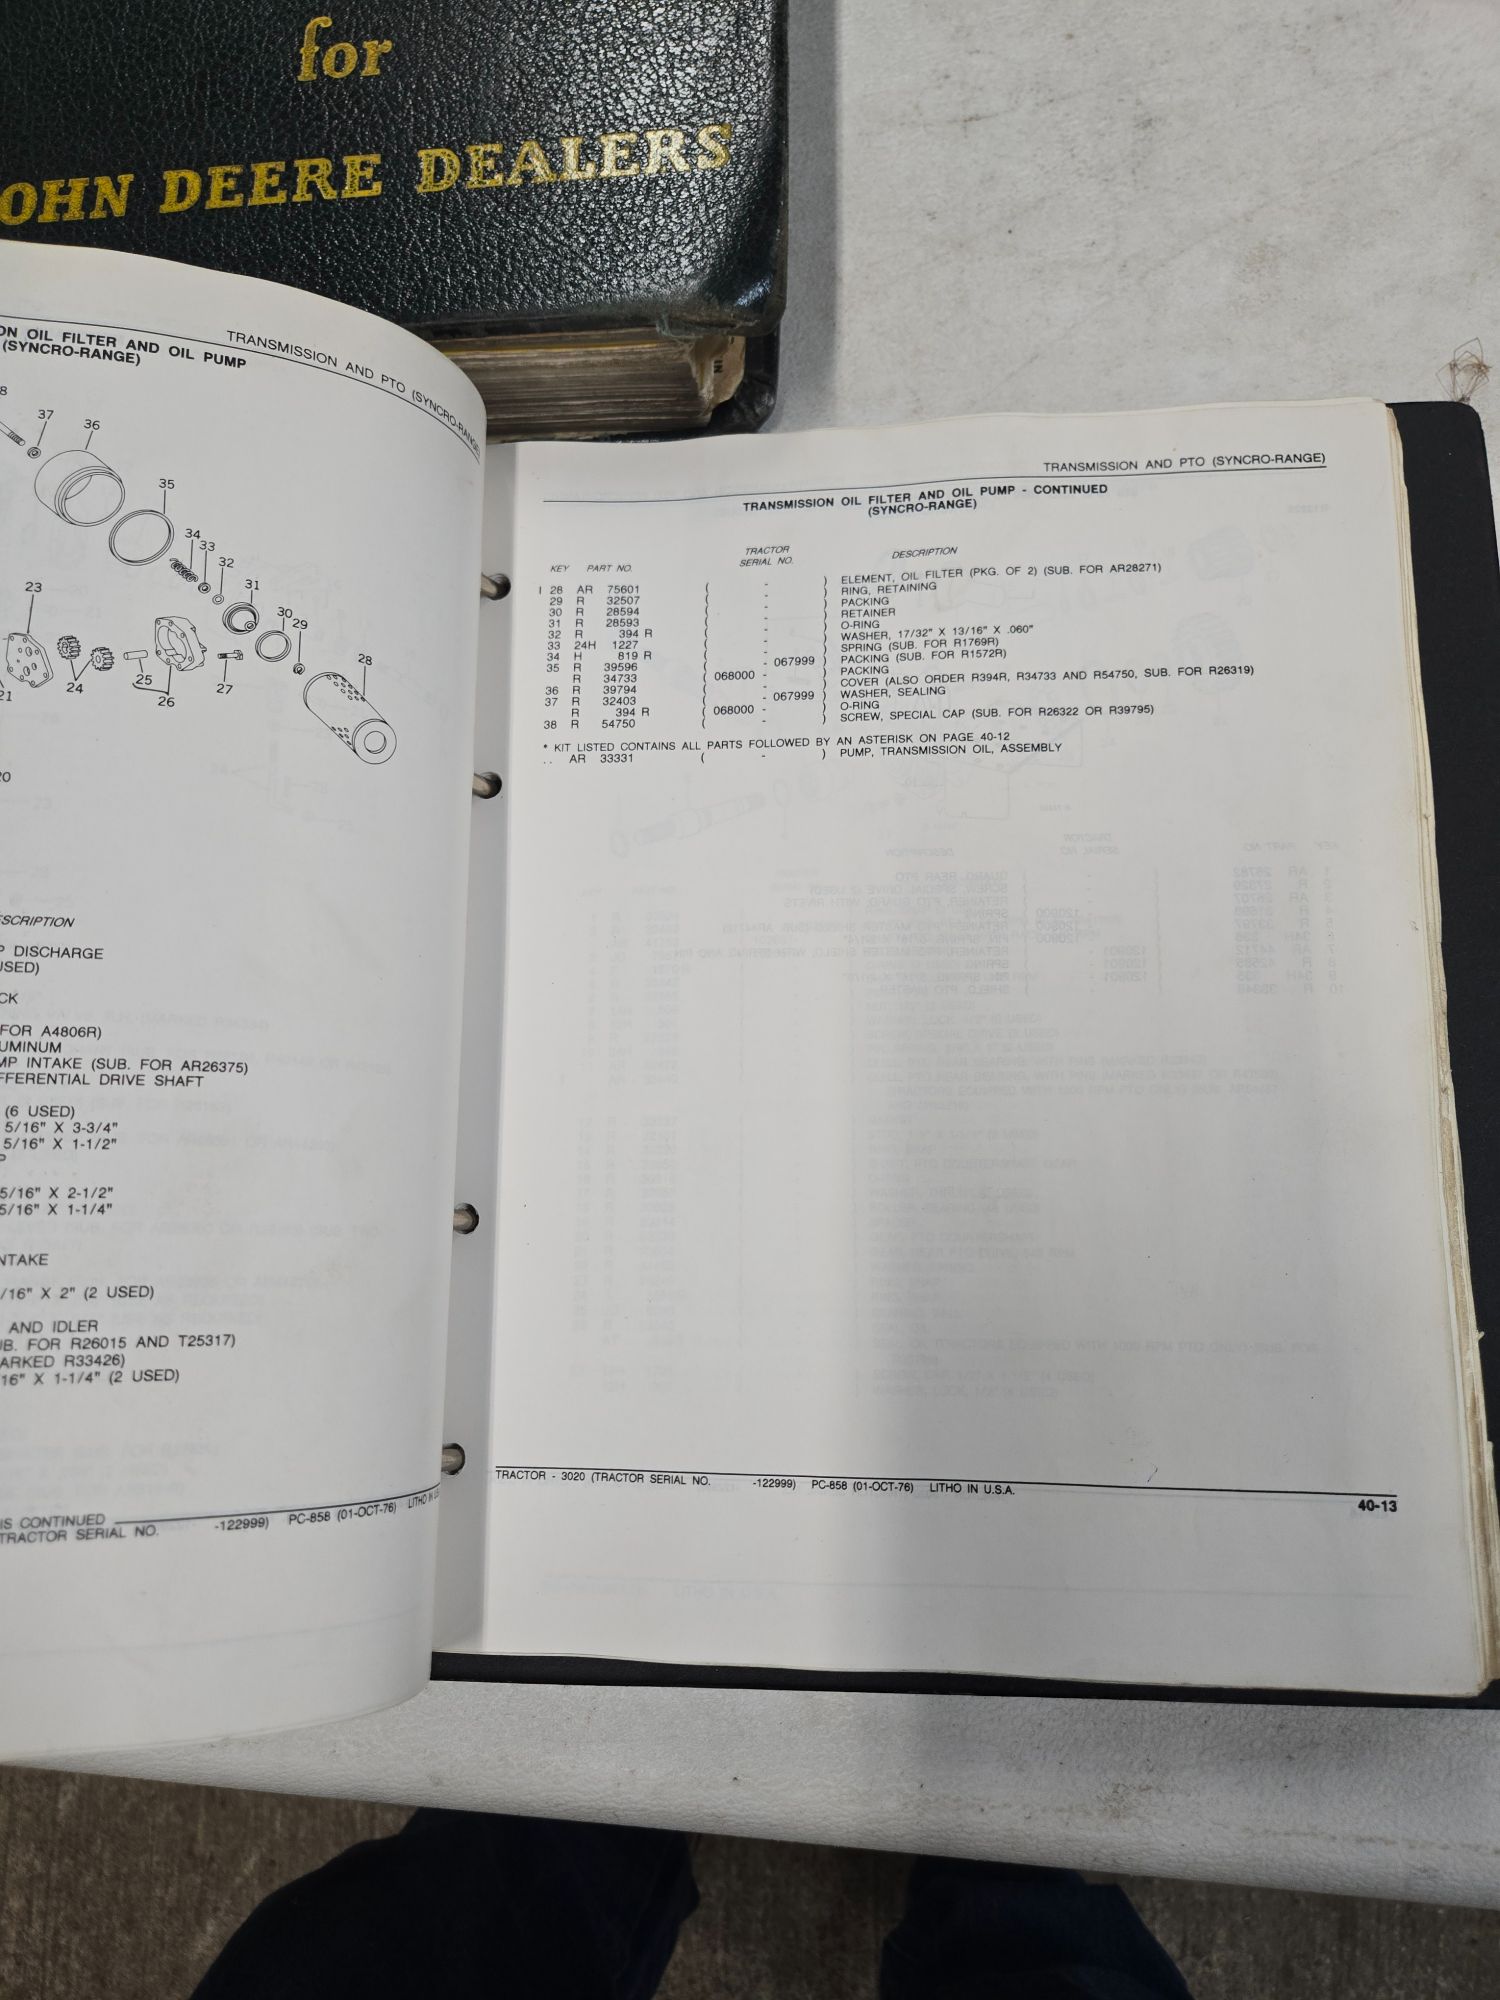 for
OHN DEERE DEALERS
TRANSMISSION AND PTO (SYNCRO-RANGE)
ON OIL FILTER AND OIL PUMP
(SYNCRO-RANGE)
8
37
36
35
34
33
32
31
30
29
28
23
24
25
26
27
21
20
SCRIPTION
P DISCHARGE
USED)
CK
FOR A4806R)
UMINUM
MP INTAKE (SUB. FOR AR26375)
FFERENTIAL DRIVE SHAFT
(6 USED)
5/16" X 3-3/4"
5/16" X 1-1/2"
P
5/16" X 2-1/2"
5/16" X 1-1/4"
NTAKE
/16" X 2" (2 USED)
AND IDLER
UB. FOR R26015 AND T25317)
ARKED R33426)
16" X 1-1/4" (2 USED)
IS CONTINUED
TRACTOR SERIAL NO. -122999) PC-858 (01-OCT-76) LITHO IN U.S
TRANSMISSION AND PTO (SYNCRO-RANGE)
TRANSMISSION OIL FILTER AND OIL PUMP - CONTINUED
(SYNCRO-RANGE)
KEY PART NO. TRACTOR SERIAL NO. DESCRIPTION
I 28 AR 75601 ( - ) ELEMENT, OIL FILTER (PKG. OF 2) (SUB. FOR AR28271)
29 R 32507 ( - ) RING, RETAINING
30 R 28594 ( - ) PACKING
31 R 28593 ( - ) RETAINER
32 R 394 R ( - ) O-RING
33 24H 1227 ( - ) WASHER, 17/32" X 13/16" X .060"
34 H 819 R ( - ) SPRING (SUB. FOR R1769R)
35 R 39596 ( - 067999 ) PACKING (SUB. FOR R1572R)
R 34733 ( 068000 - ) PACKING
36 R 39794 ( - ) COVER (ALSO ORDER R394R, R34733 AND R54750, SUB. FOR R26319)
37 R 32403 ( - 067999 ) WASHER, SEALING
R 394 R ( 068000 - ) O-RING
38 R 54750 ( - ) SCREW, SPECIAL CAP (SUB. FOR R26322 OR R39795)
* KIT LISTED CONTAINS ALL PARTS FOLLOWED BY AN ASTERISK ON PAGE 40-12
.. AR 33331 ( - ) PUMP, TRANSMISSION OIL, ASSEMBLY
TRACTOR - 3020 (TRACTOR SERIAL NO. -122999) PC-858 (01-OCT-76) LITHO IN U.S.A.
40-13